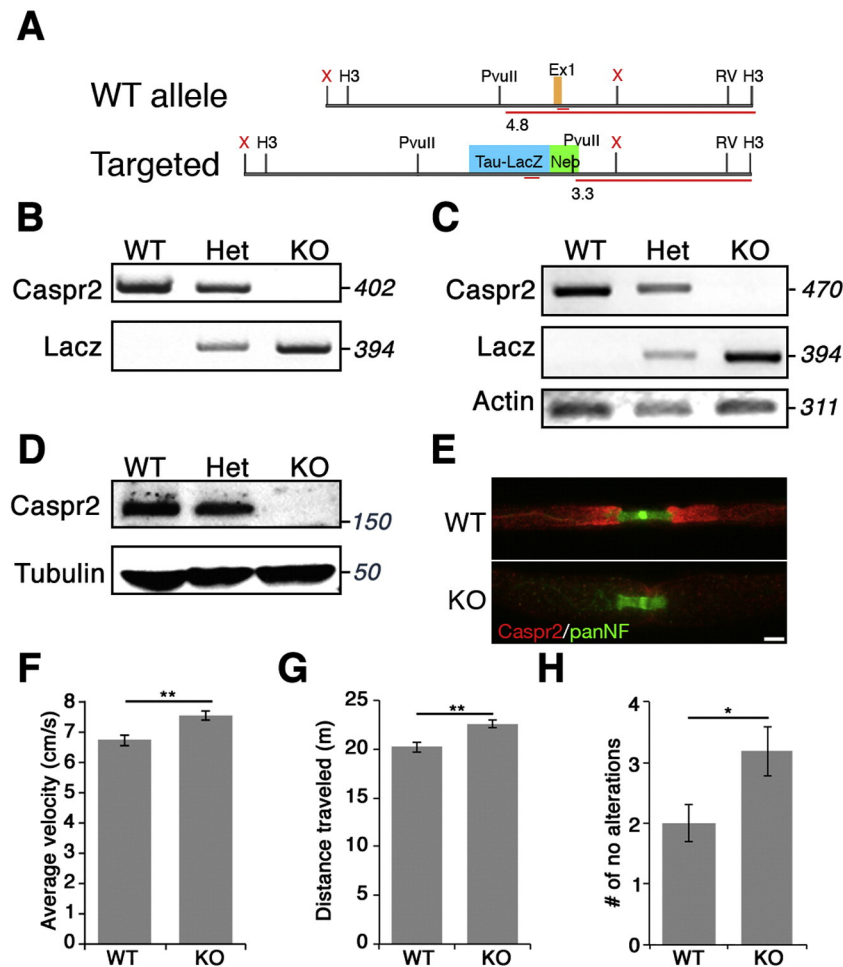 A
X H3 PvuII Ex1 X RV H3
WT allele
4.8
X H3 PvuII PvuII X RV H3
Targeted Tau-LacZ Neo
3.3
B
WT Het KO
Caspr2 402
Lacz 394
C
WT Het KO
Caspr2 470
Lacz 394
Actin 311
D
WT Het KO
Caspr2 150
Tubulin 50
E
WT
KO
Caspr2/panNF
F
Average velocity (cm/s)
8
7
6
5
4
3
2
1
0
**
WT KO
G
Distance traveled (m)
25
20
15
10
5
0
**
WT KO
H
# of no alterations
4
3
2
1
0
*
WT KO